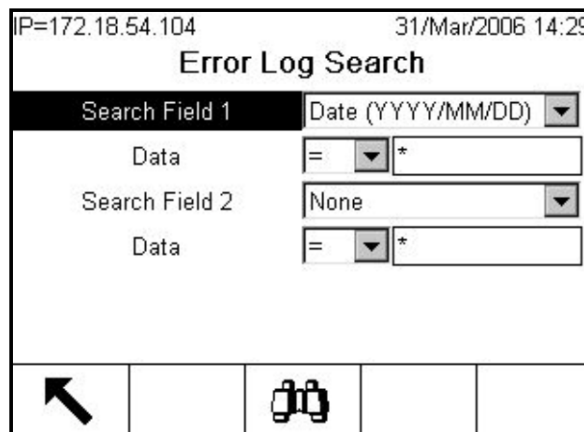 IP=172.18.54.104 31/Mar/2006 14:29
Error Log Search
Search Field 1 Date (YYYY/MM/DD)
Data = *
Search Field 2 None
Data = *